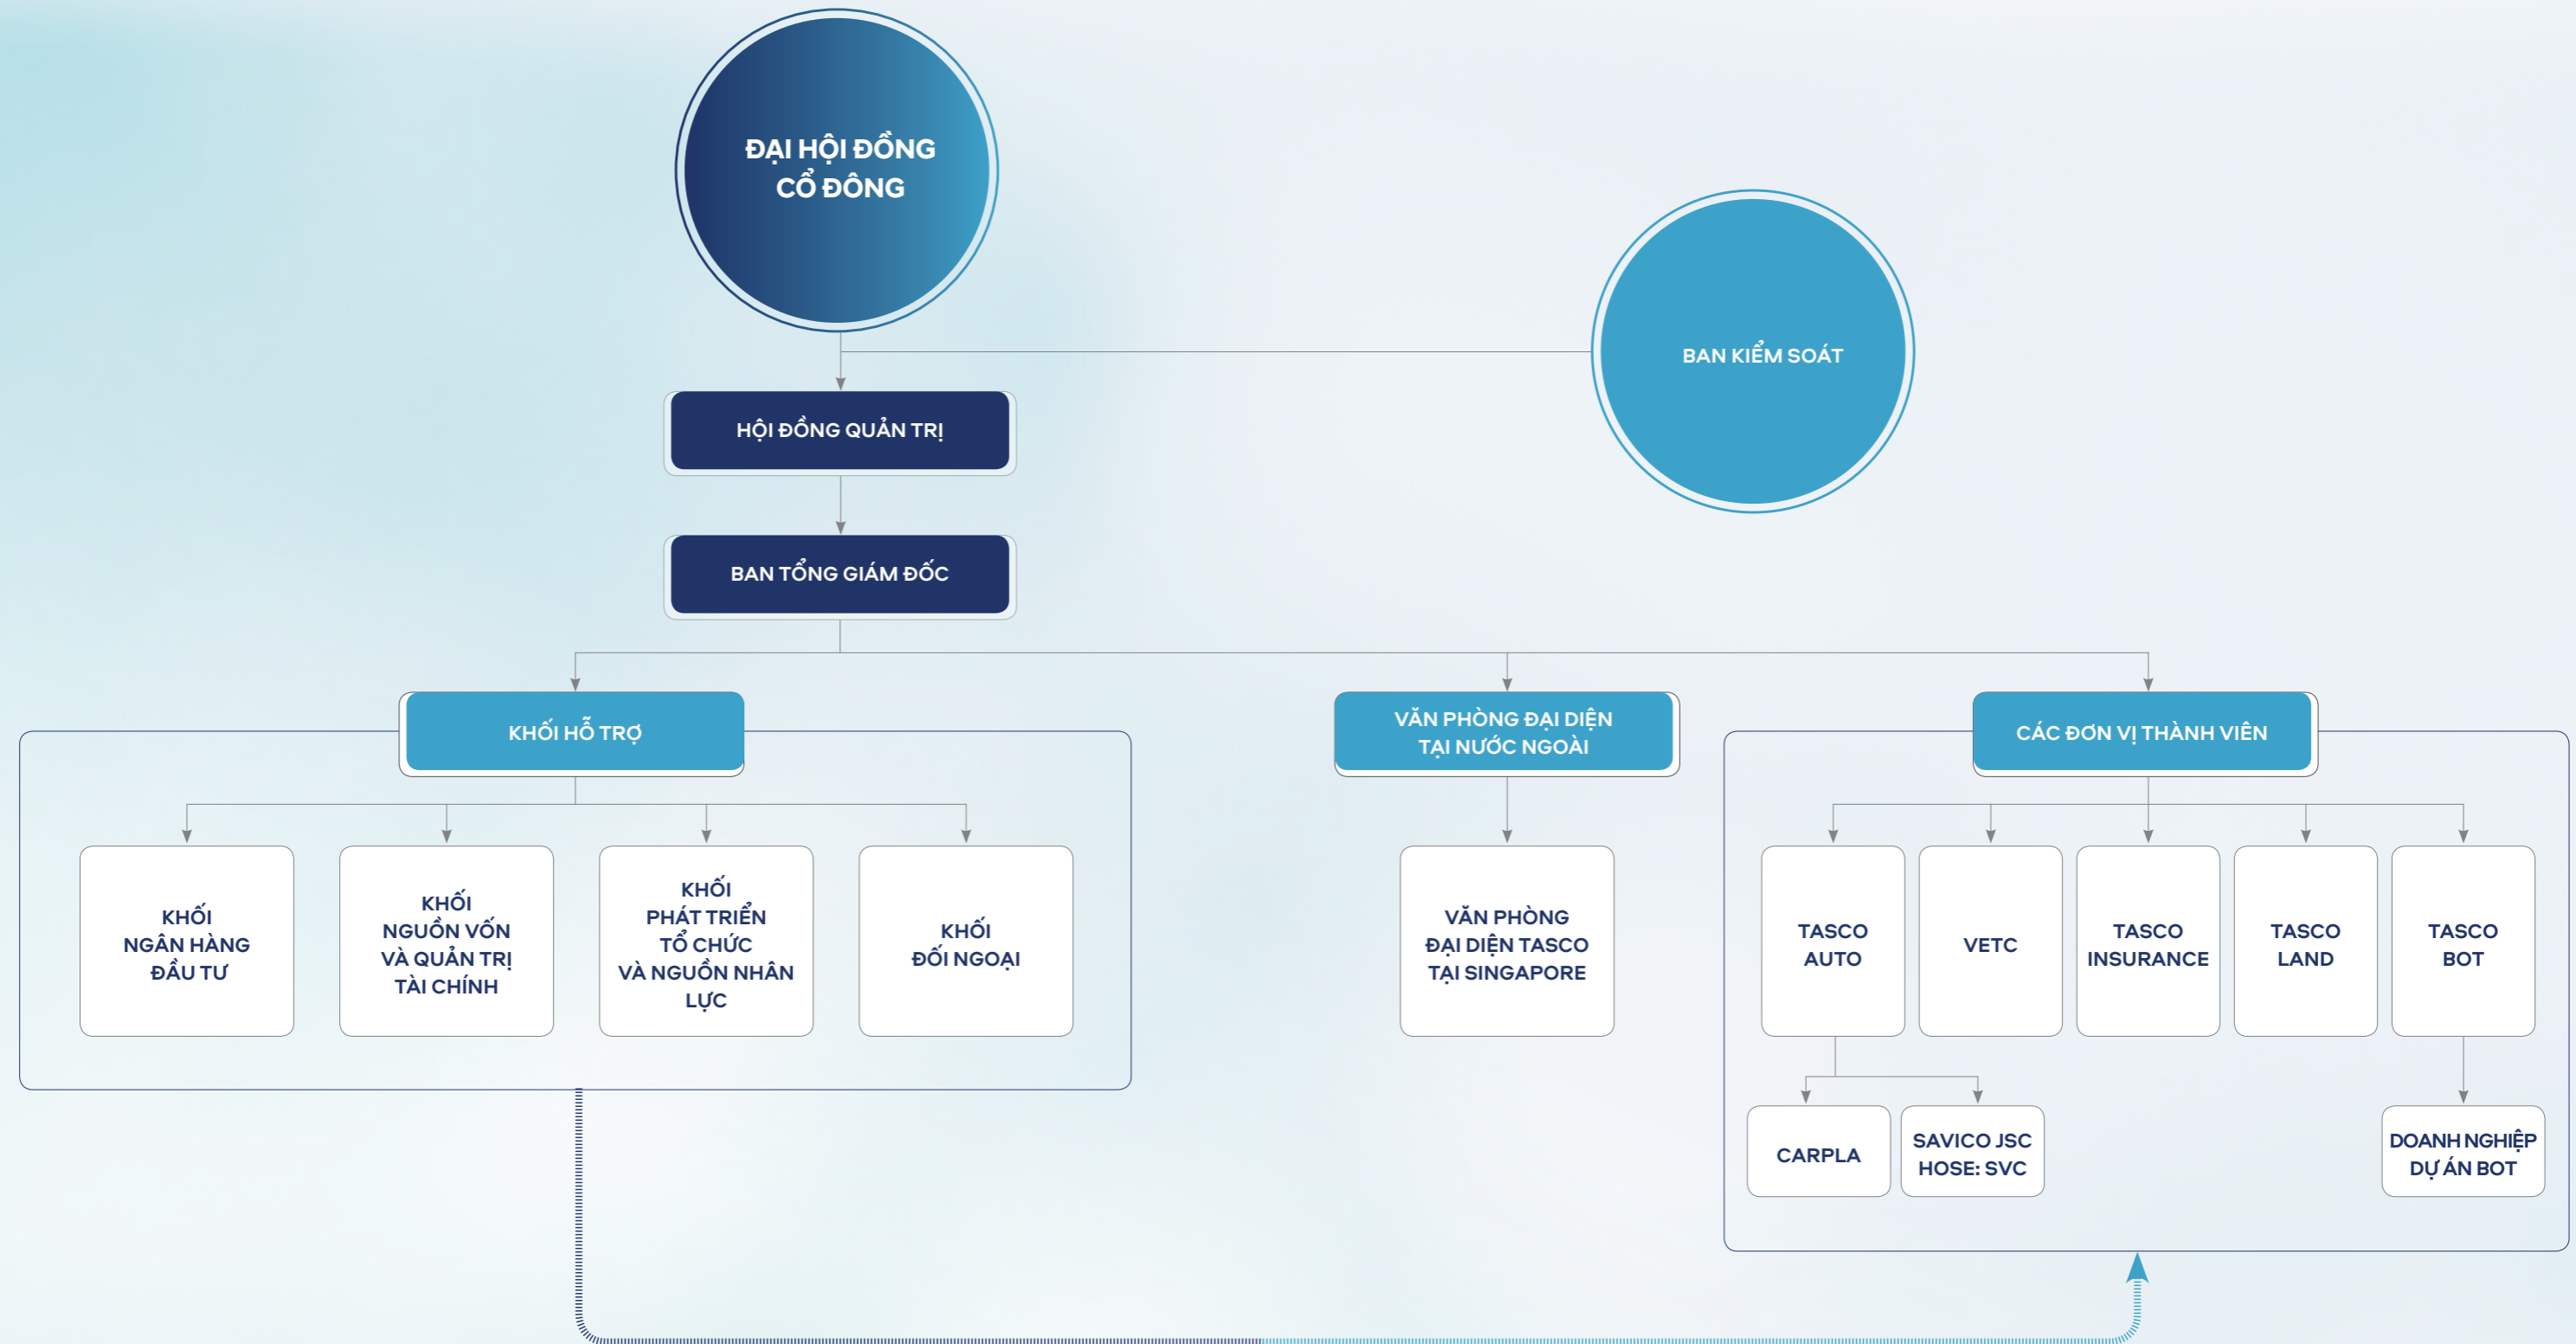 ĐẠI HỘI ĐỒNG
CỔ ĐÔNG
BAN KIỂM SOÁT
HỘI ĐỒNG QUẢN TRỊ
BAN TỔNG GIÁM ĐỐC
KHỐI HỖ TRỢ
VĂN PHÒNG ĐẠI DIỆN
TẠI NƯỚC NGOÀI
CÁC ĐƠN VỊ THÀNH VIÊN
KHỐI
NGÂN HÀNG
ĐẦU TƯ
KHỐI
NGUỒN VỐN
VÀ QUẢN TRỊ
TÀI CHÍNH
KHỐI
PHÁT TRIỂN
TỔ CHỨC
VÀ NGUỒN NHÂN
LỰC
KHỐI
ĐỐI NGOẠI
VĂN PHÒNG
ĐẠI DIỆN TASCO
TẠI SINGAPORE
TASCO
AUTO
VETC
TASCO
INSURANCE
TASCO
LAND
TASCO
BOT
CARPLA
SAVICO JSC
HOSE: SVC
DOANH NGHIỆP
DỰ ÁN BOT